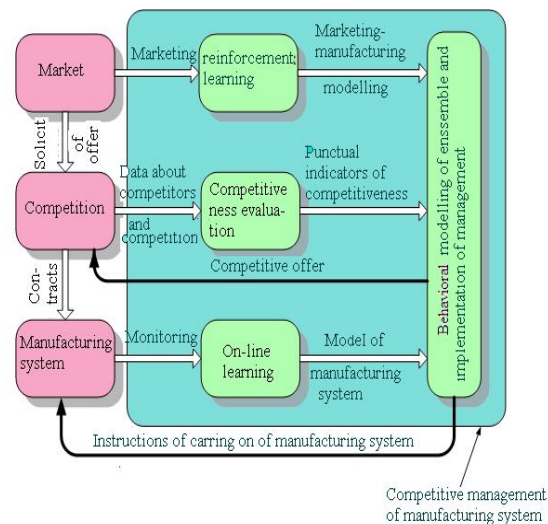 Market
Marketing
reinforcement;
learning
Marketing-
manufacturing
modelling
Solicit
of offer
Competition
Data about
competitors
and
competition
Competitive
ness evalua-
tion
Punctual
indicators of
competitiveness
Competitive offer
Con-
tracts
Manufacturing
system
Monitoring
On-line
learning
Model of
manufacturing
system
Behavioral modelling of enssemble and
implementation of management
Instructions of carring on of manufacturing system
Competitive management
of manufacturing system